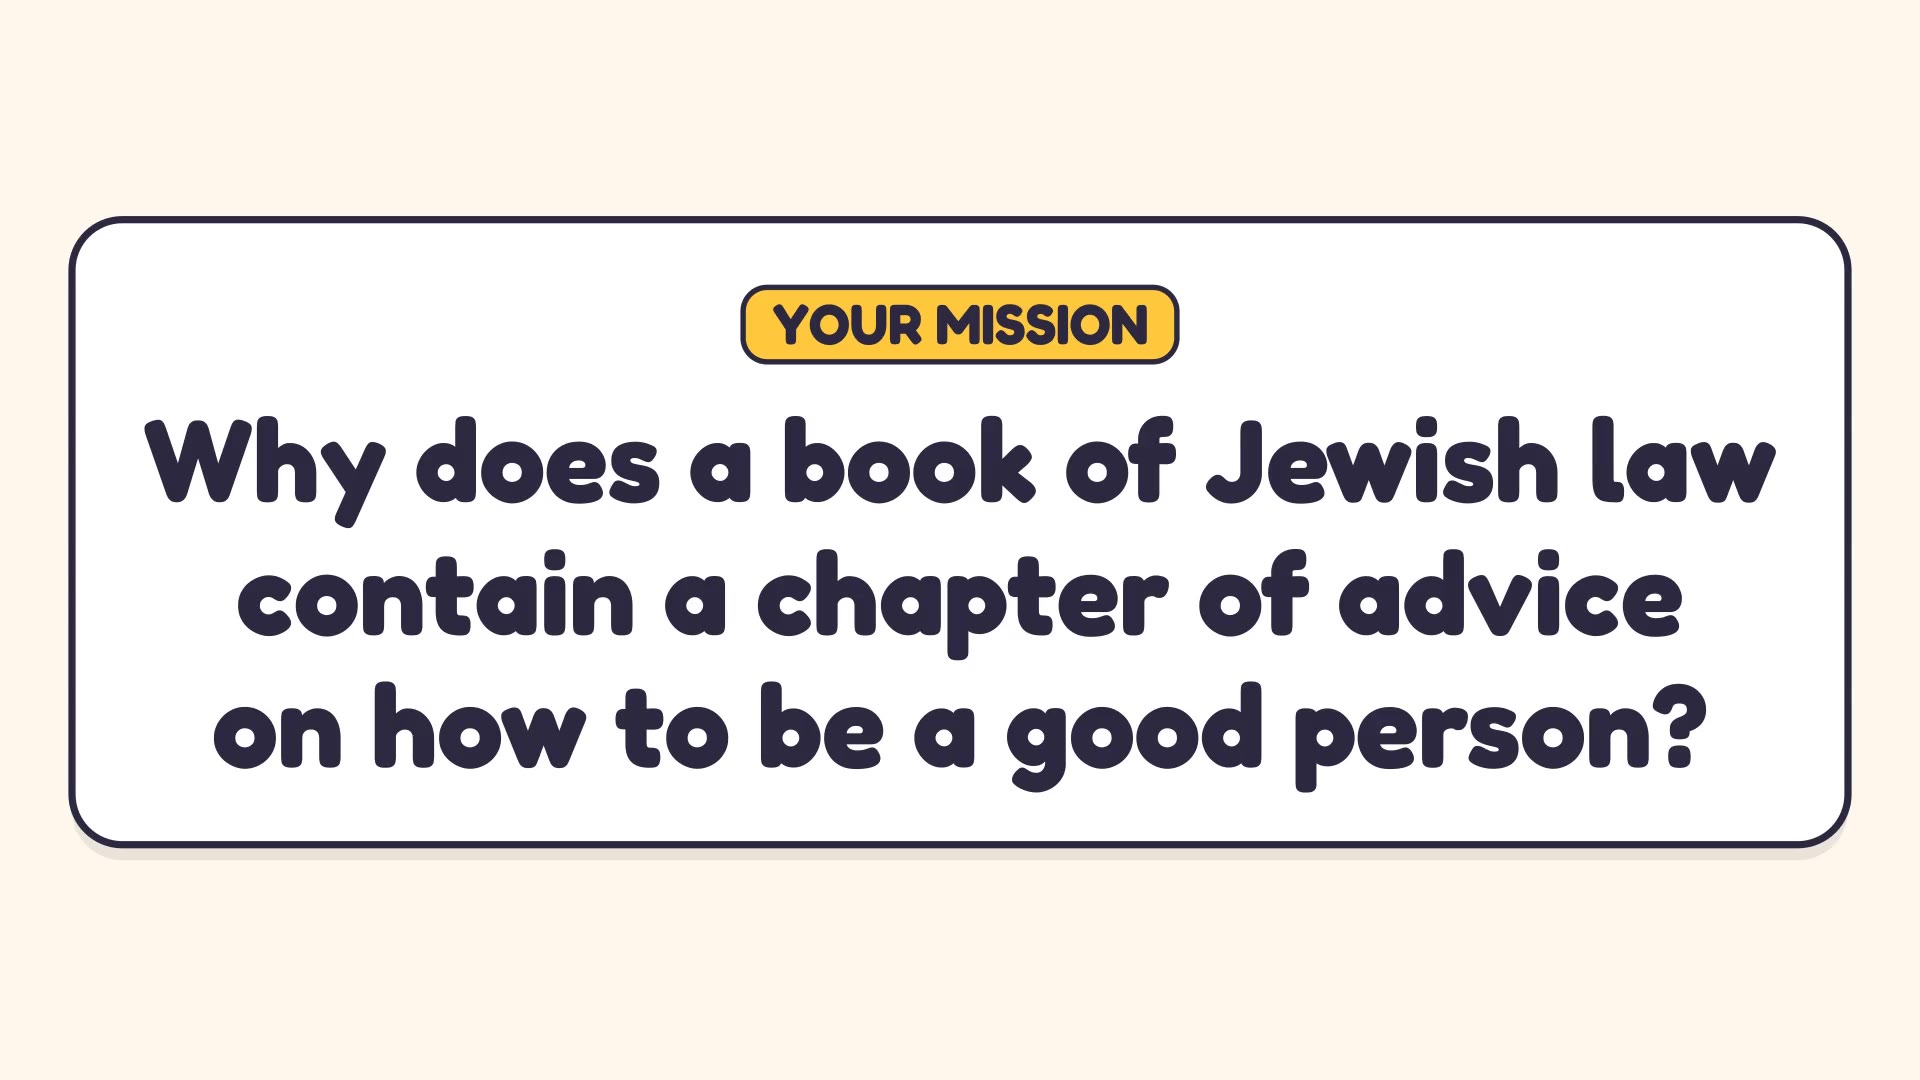 YOUR MISSION
Why does a book of Jewish law
contain a chapter of advice
on how to be a good person?